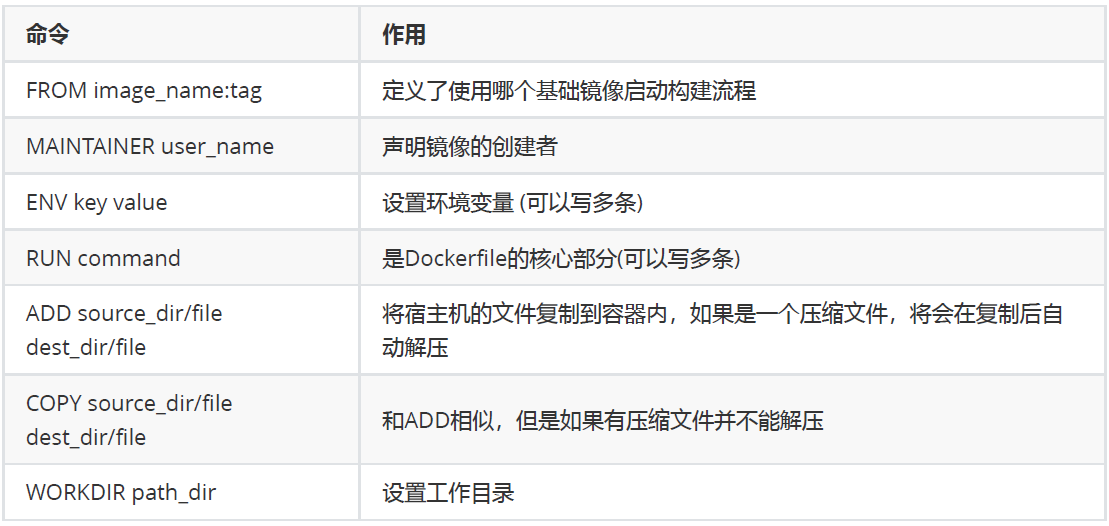 命令
作用
FROM image_name:tag
定义了使用哪个基础镜像启动构建流程
MAINTAINER user_name
声明镜像的创建者
ENV key value
设置环境变量 (可以写多条)
RUN command
是Dockerfile的核心部分(可以写多条)
ADD source_dir/file
dest_dir/file
将宿主机的文件复制到容器内，如果是一个压缩文件，将会在复制后自
动解压
COPY source_dir/file
dest_dir/file
和ADD相似，但是如果有压缩文件并不能解压
WORKDIR path_dir
设置工作目录